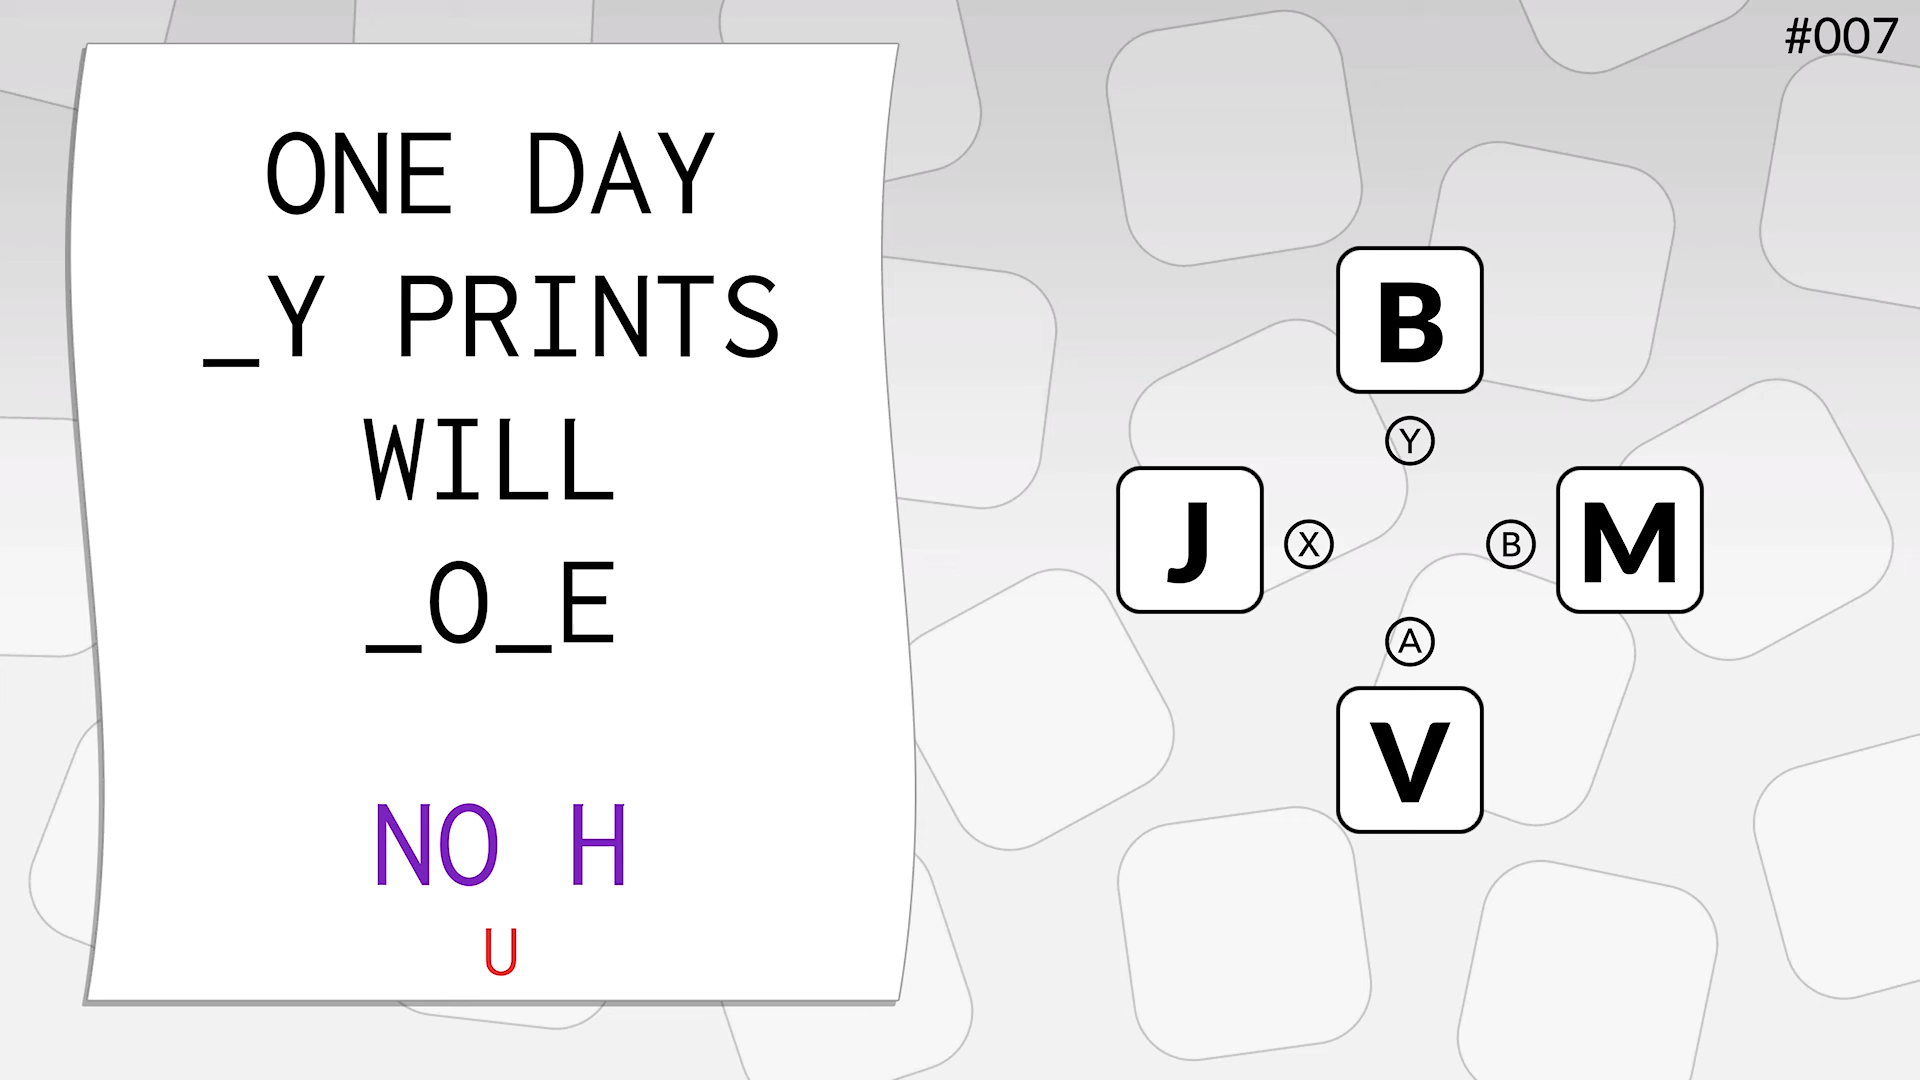 #007
ONE DAY
_Y PRINTS
WILL
_O_E
NO H
U
B
Y
J
X
B
M
A
V